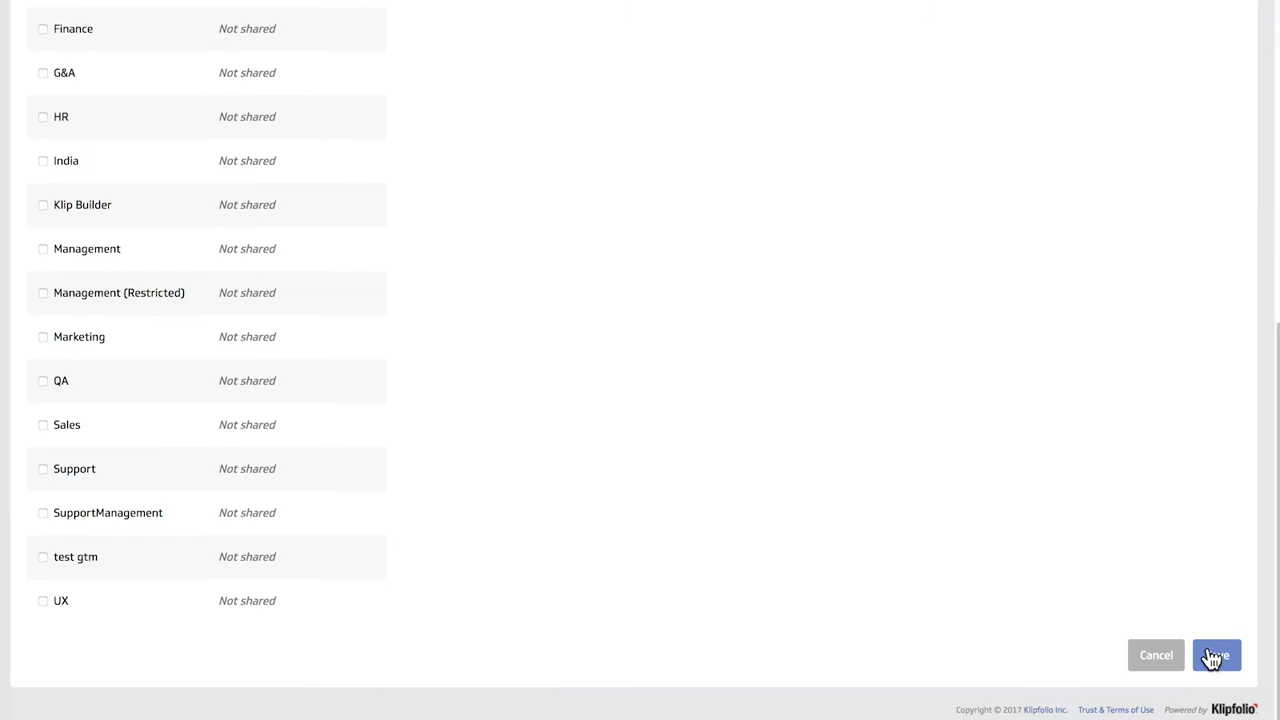 Finance Not shared
G&A Not shared
HR Not shared
India Not shared
Klip Builder Not shared
Management Not shared
Management (Restricted) Not shared
Marketing Not shared
QA Not shared
Sales Not shared
Support Not shared
SupportManagement Not shared
test gtm Not shared
UX Not shared
Cancel
Copyright © 2017 Klipfolio Inc. Trust & Terms of Use Powered by Klipfolio